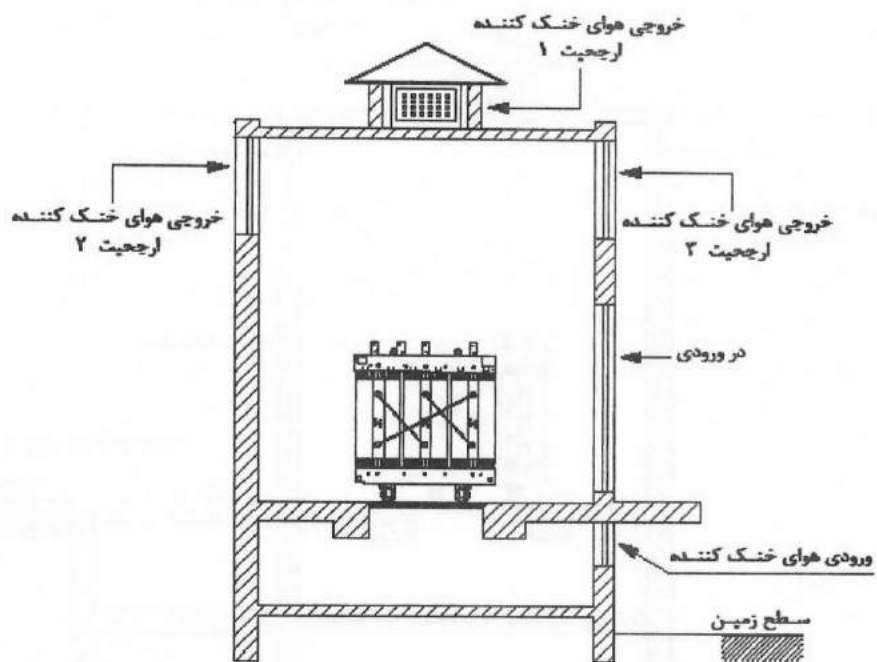 خروجی هوای خنک کننده
ارجحیت ۱
خروجی هوای خنک کننده
ارجحیت ۲
خروجی هوای خنک کننده
ارجحیت ۳
در ورودی
ورودی هوای خنک کننده
سطح زمین